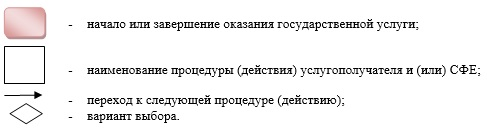 - начало или завершение оказания государственной услуги;
- наименование процедуры (действия) услугополучателя и (или) СФЕ;
- переход к следующей процедуре (действию);
- вариант выбора.